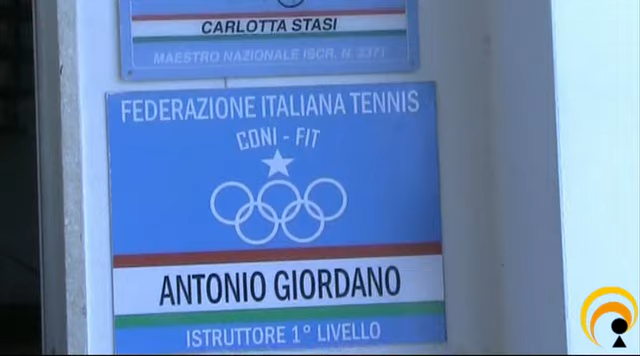 CARLOTTA STASI
MAESTRO NAZIONALE ISCR. N. 3371
FEDERAZIONE ITALIANA TENNIS
CONI - FIT
ANTONIO GIORDANO
ISTRUTTORE 1° LIVELLO